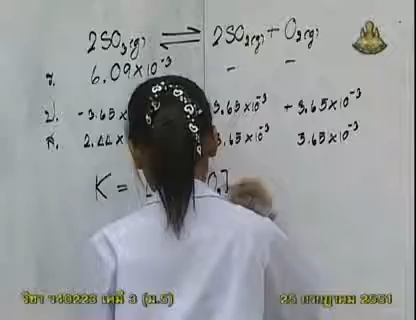 2SO₃(g) ⇌ 2SO₂(g) + O₂(g)
ร. 6.09×10⁻³ - -
ป. -3.65× 3.65×10⁻³ +3.65×10⁻³
ส. 2.44× 3.65×10⁻³ 3.65×10⁻³
K =
วิชา ว40223 เคมี 3 (ม.5)
25 กรกฎาคม 2551